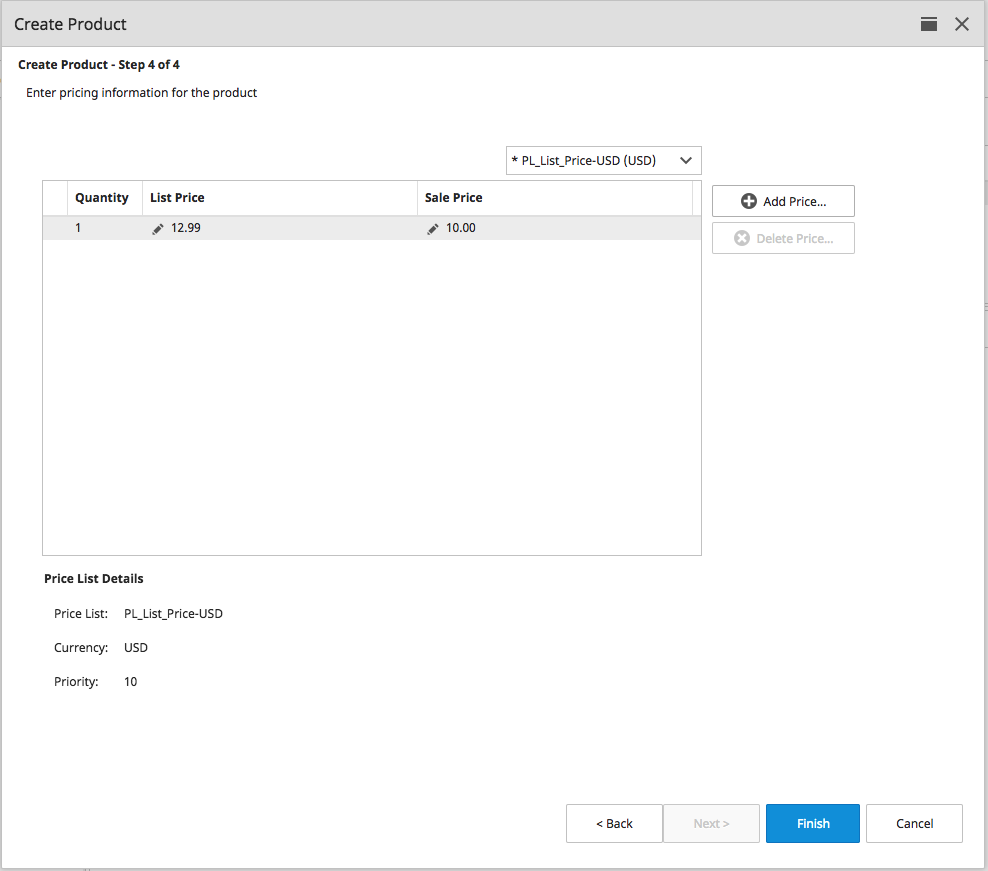 Create Product
Create Product - Step 4 of 4
Enter pricing information for the product
* PL_List_Price-USD (USD)
Quantity List Price Sale Price
1 12.99 10.00
Add Price...
Delete Price...
Price List Details
Price List: PL_List_Price-USD
Currency: USD
Priority: 10
< Back Next > Finish Cancel